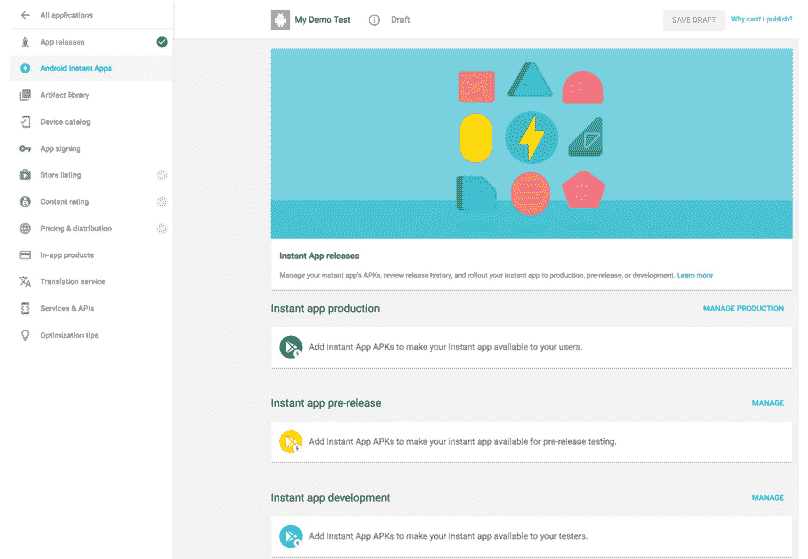 All applications
My Demo Test
Draft
SAVE DRAFT
Why can't I publish?
App releases
Android Instant Apps
Artifact library
Device catalog
App signing
Store listing
Content rating
Pricing & distribution
In-app products
Translation service
Services & APIs
Optimization tips
Instant App releases
Manage your instant app's APKs, review release history, and rollout your instant app to production, pre-release, or development. Learn more
Instant app production
MANAGE PRODUCTION
Add Instant App APKs to make your instant app available to your users.
Instant app pre-release
MANAGE
Add Instant App APKs to make your instant app available for pre-release testing.
Instant app development
MANAGE
Add Instant App APKs to make your instant app available to your testers.